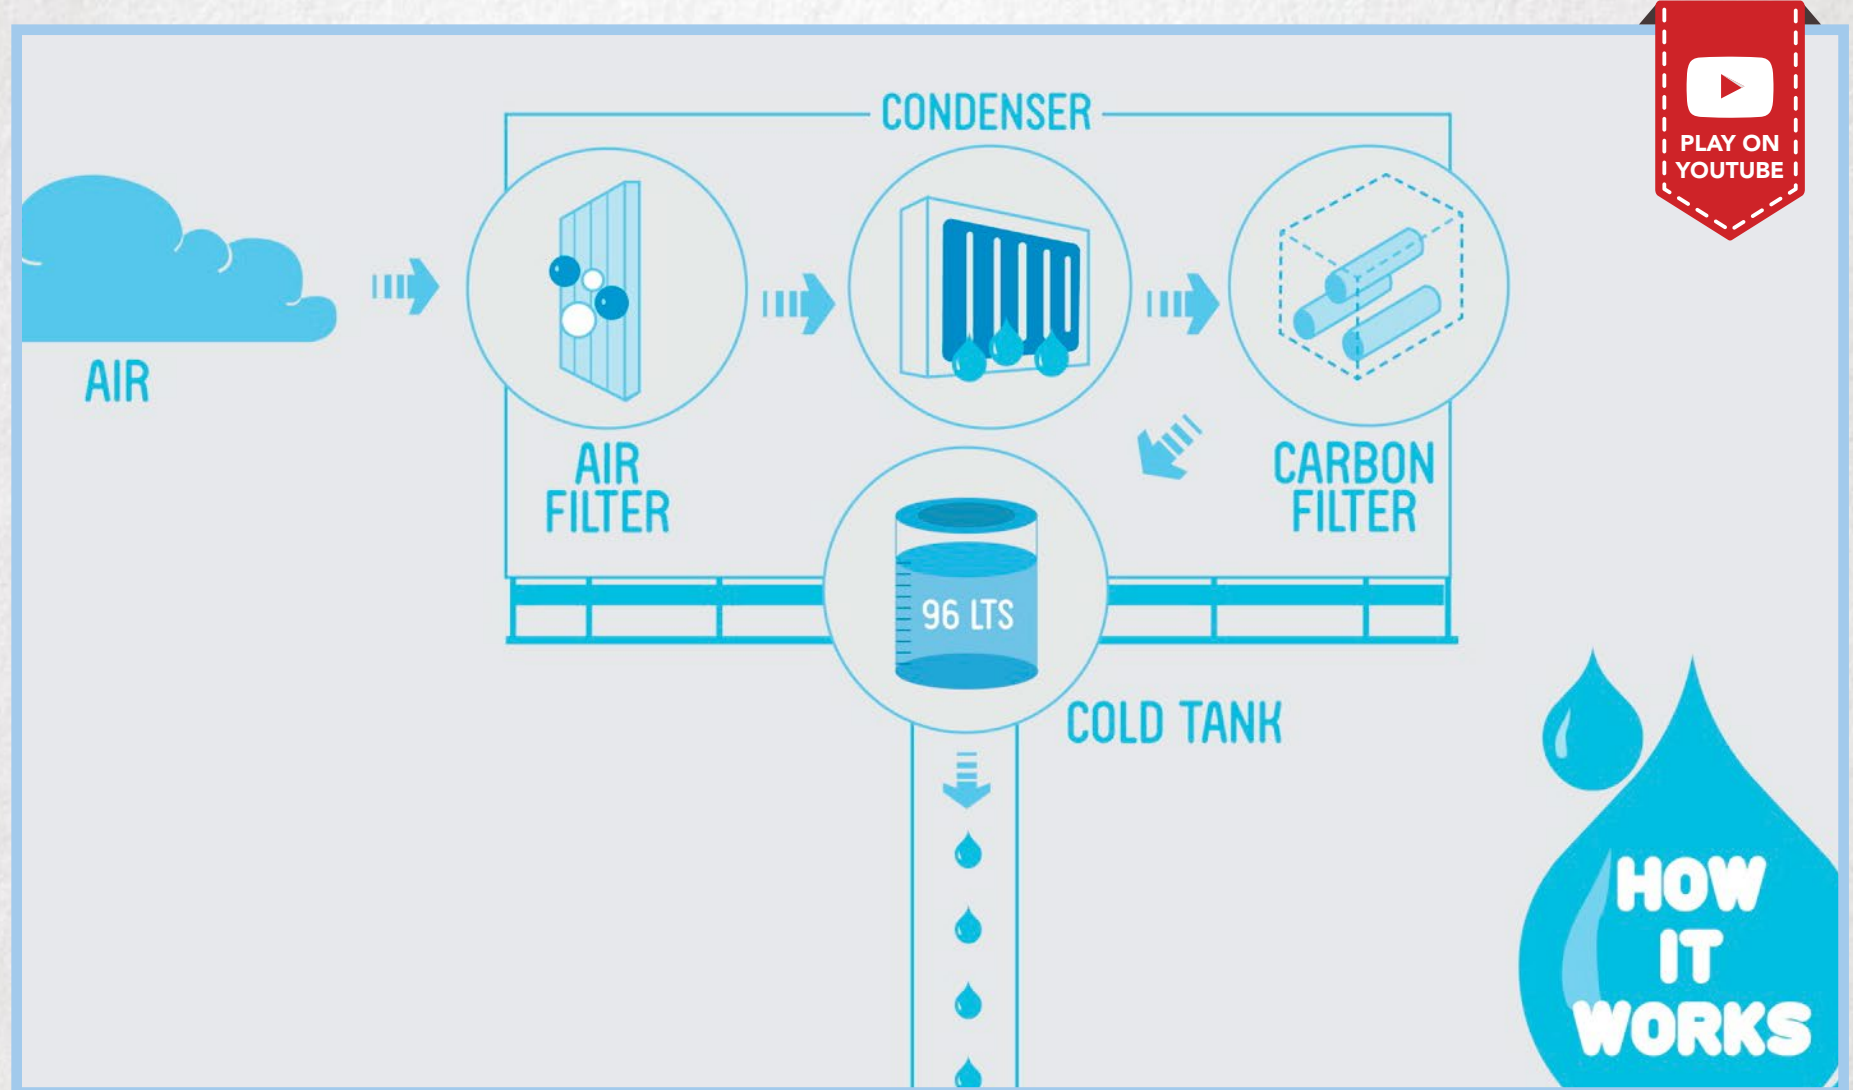 PLAY ON
YOUTUBE
CONDENSER
AIR
AIR
FILTER
CARBON
FILTER
96 LTS
COLD TANK
HOW
IT
WORKS